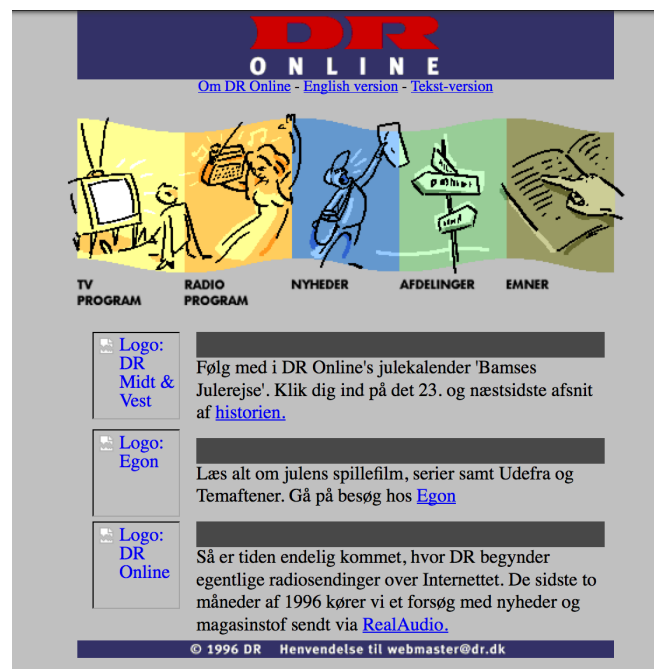 DR
ONLINE
Om DR Online - English version - Tekst-version
TV
PROGRAM
RADIO
PROGRAM
NYHEDER
AFDELINGER
EMNER
Logo:
DR
Midt &
Vest
Følg med i DR Online's julekalender 'Bamses
Julerejse'. Klik dig ind på det 23. og næstsidste afsnit
af historien.
Logo:
Egon
Læs alt om julens spillefilm, serier samt Udefra og
Temaftener. Gå på besøg hos Egon
Logo:
DR
Online
Så er tiden endelig kommet, hvor DR begynder
egentlige radiosendinger over Internettet. De sidste to
måneder af 1996 kører vi et forsøg med nyheder og
magasinstof sendt via RealAudio.
© 1996 DR Henvendelse til webmaster@dr.dk